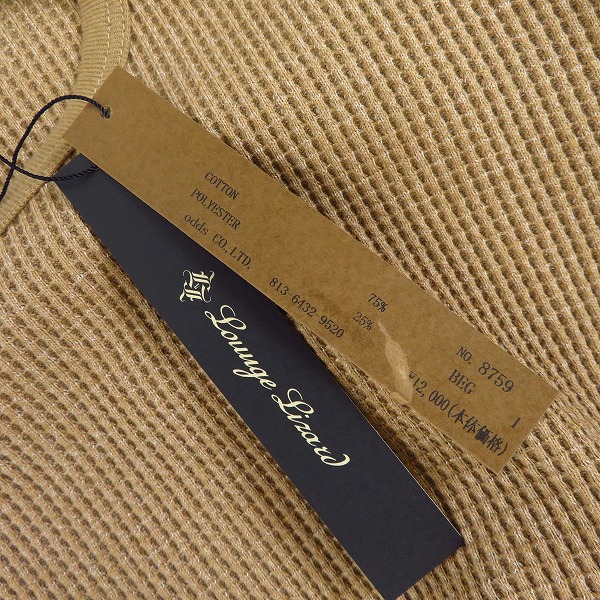 COTTON 75%
POLYESTER 25%
odds CO.,LTD.
813-6432-9520
NO. 8759
BEG 1
¥12,000(本体価格)
Lounge Lizard